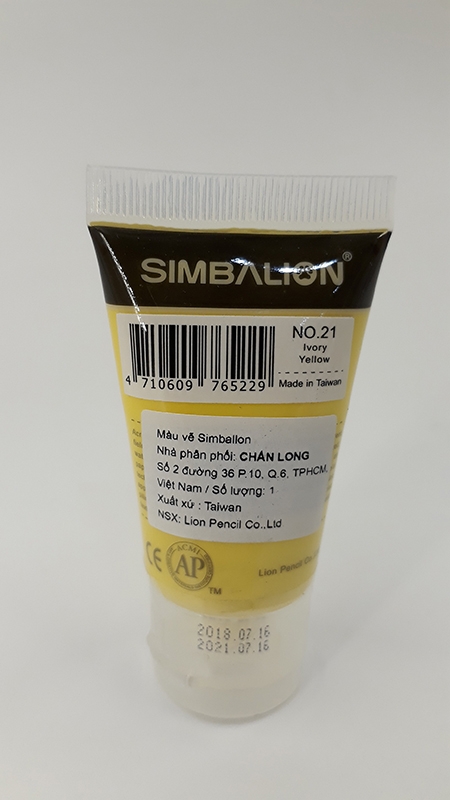 SIMBALION®
NO.21
Ivory
Yellow
4 710609 765229
Made in Taiwan
Màu vẽ Simbalion
Nhà phân phối: CHẤN LONG
Số 2 đường 36 P.10, Q.6, TPHCM,
Việt Nam / Số lượng: 1
Xuất xứ : Taiwan
NSX: Lion Pencil Co.,Ltd
CE
ACMI
AP
TM
Lion Pencil Co.
2018.07.16
2021.07.16